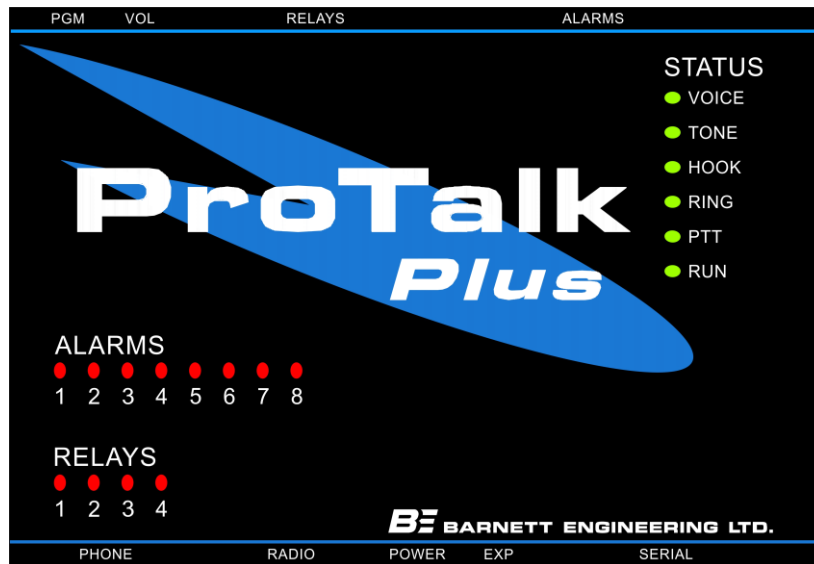 PGM VOL RELAYS ALARMS
STATUS
VOICE
TONE
HOOK
RING
PTT
RUN
ProTalk
Plus
ALARMS
1 2 3 4 5 6 7 8
RELAYS
1 2 3 4
BE BARNETT ENGINEERING LTD.
PHONE RADIO POWER EXP SERIAL